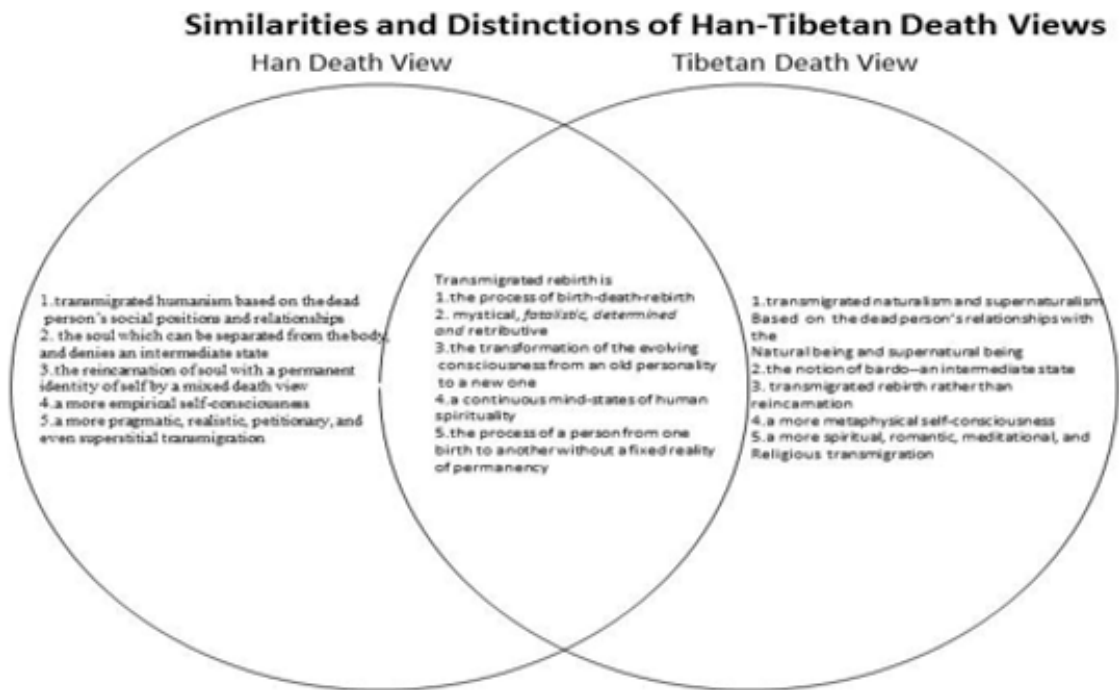 Similarities and Distinctions of Han-Tibetan Death Views
Han Death View
Tibetan Death View
1.transmigrated humanism based on the dead
person's social positions and relationships
2. the soul which can be separated from the body,
and denies an intermediate state
3.the reincarnation of soul with a permanent
identity of self by a mixed death view
4.a more empirical self-consciousness
5.a more pragmatic, realistic, petitionary, and
even superstitial transmigration
Transmigrated rebirth is
1.the process of birth-death-rebirth
2. mystical, fatalistic, determined
and retributive
3.the transformation of the evolving
consciousness from an old personality
to a new one
4.a continuous mind-states of human
spirituality
5.the process of a person from one
birth to another without a fixed reality
of permanency
1.transmigrated naturalism and supernaturalism
Based on the dead person's relationships with
the
Natural being and supernatural being
2.the notion of bardo—an intermediate state
3. transmigrated rebirth rather than
reincarnation
4.a more metaphysical self-consciousness
5.a more spiritual, romantic, meditational, and
Religious transmigration